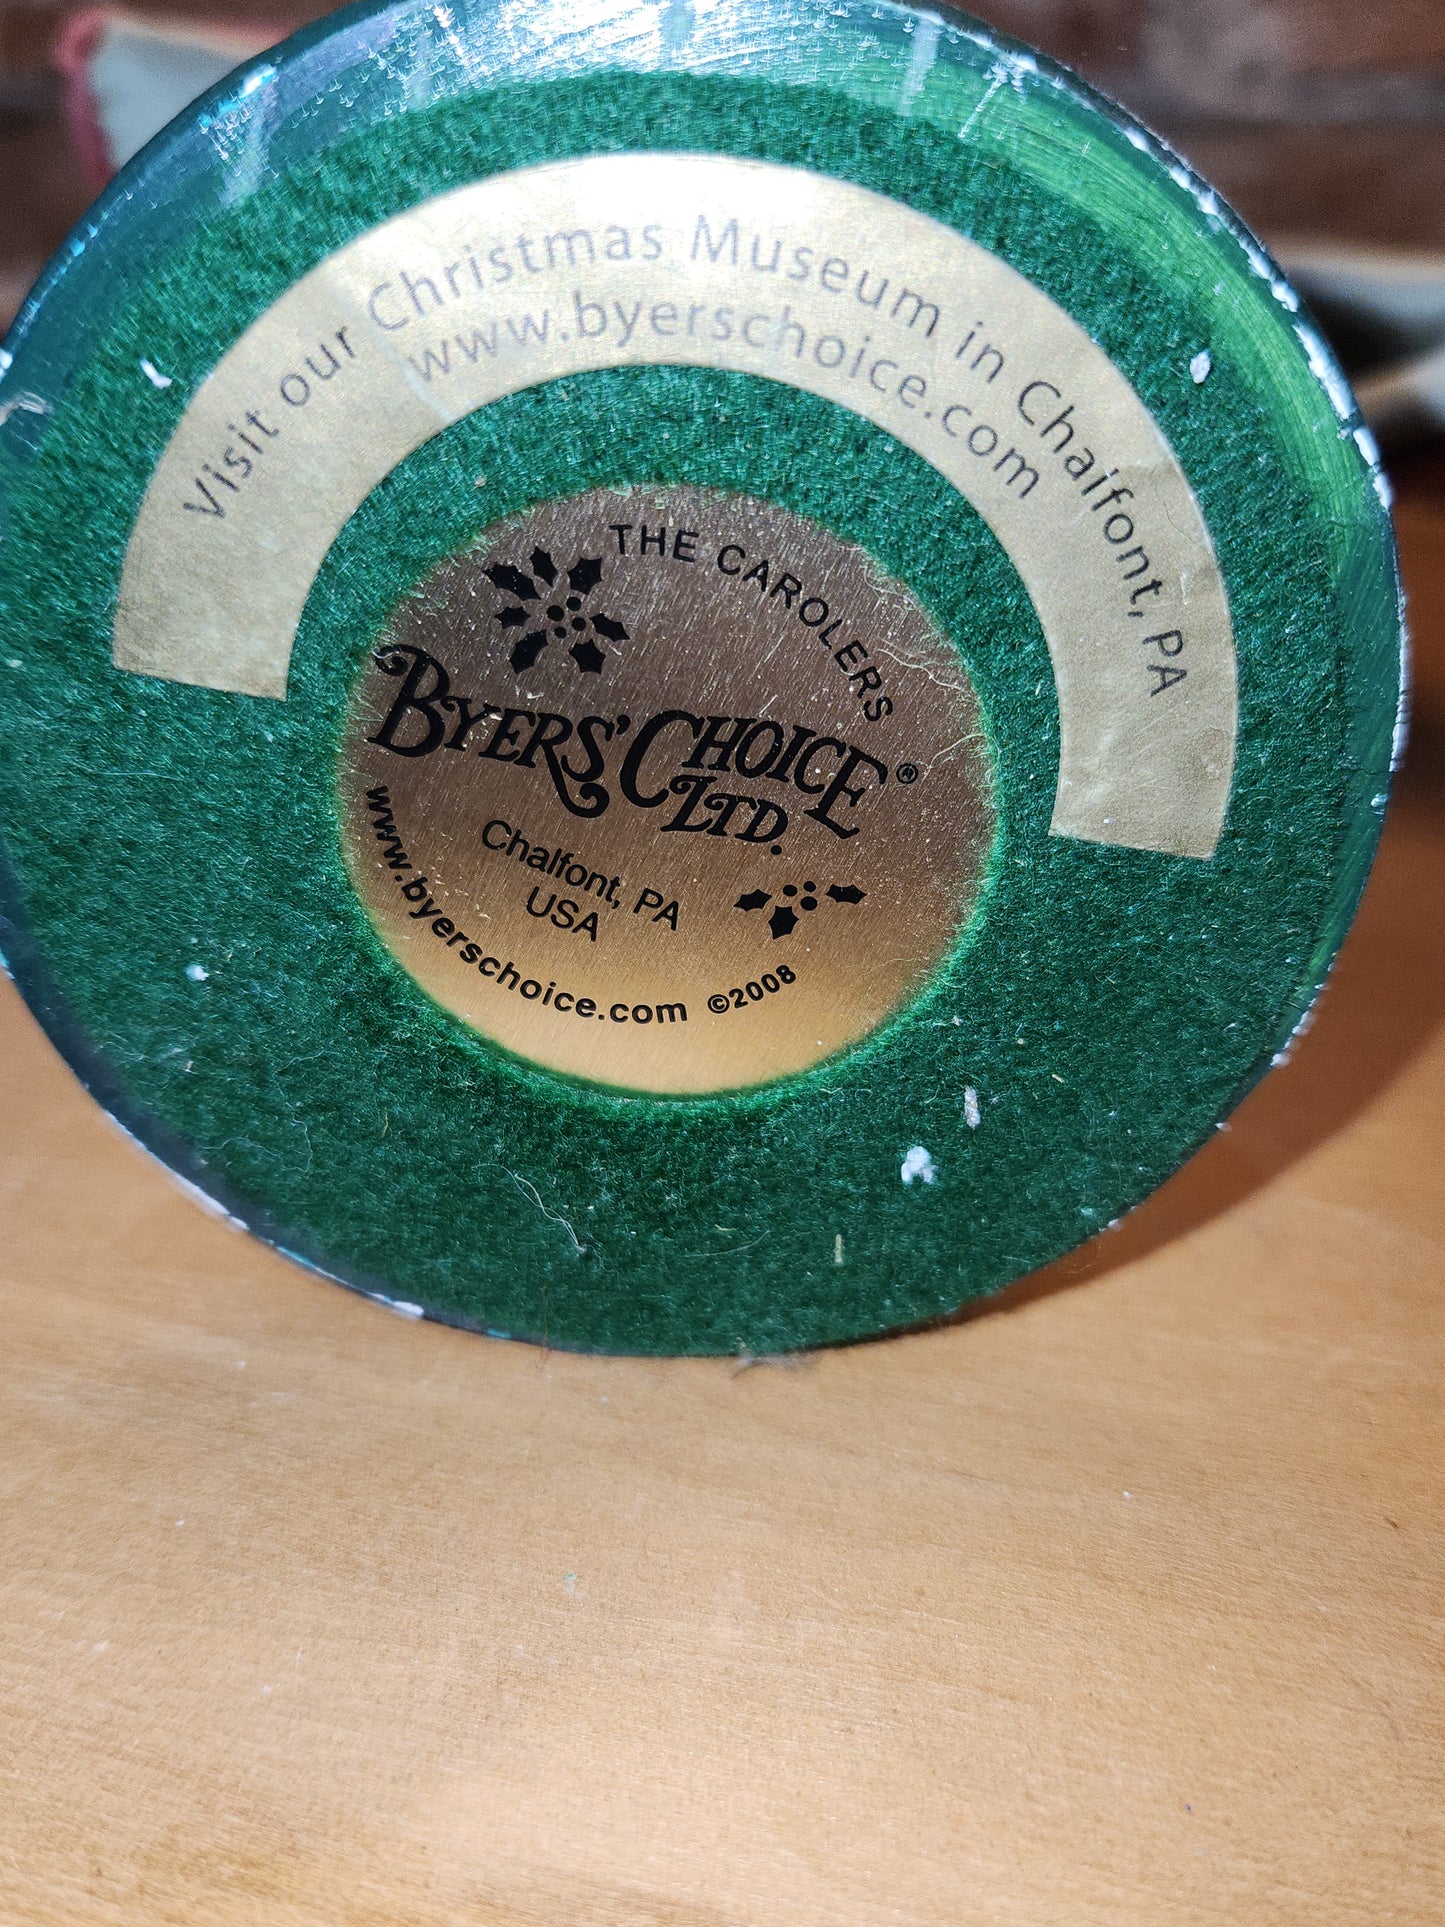 Visit our Christmas Museum in Chalfont, PA
www.byerschoice.com
THE CAROLERS
BYERS' CHOICE®
LTD.
Chalfont, PA
USA
www.byerschoice.com ©2008